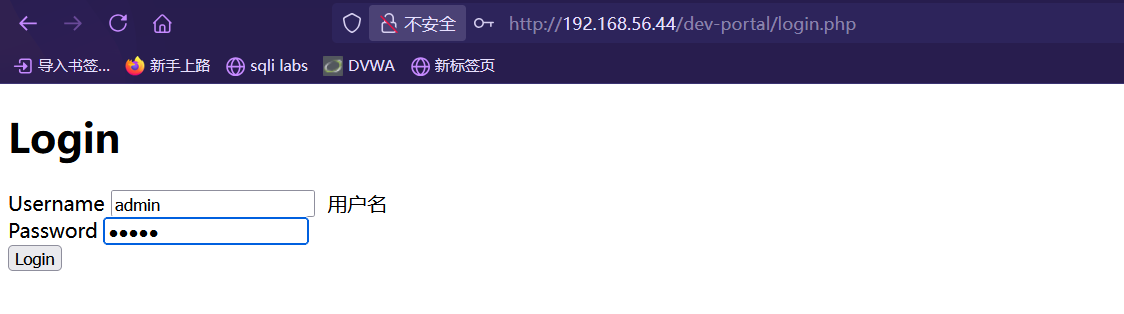 不安全 http://192.168.56.44/dev-portal/login.php
导入书签... 新手上路 sqli labs DVWA 新标签页
Login
Username admin 用户名
Password •••••
Login